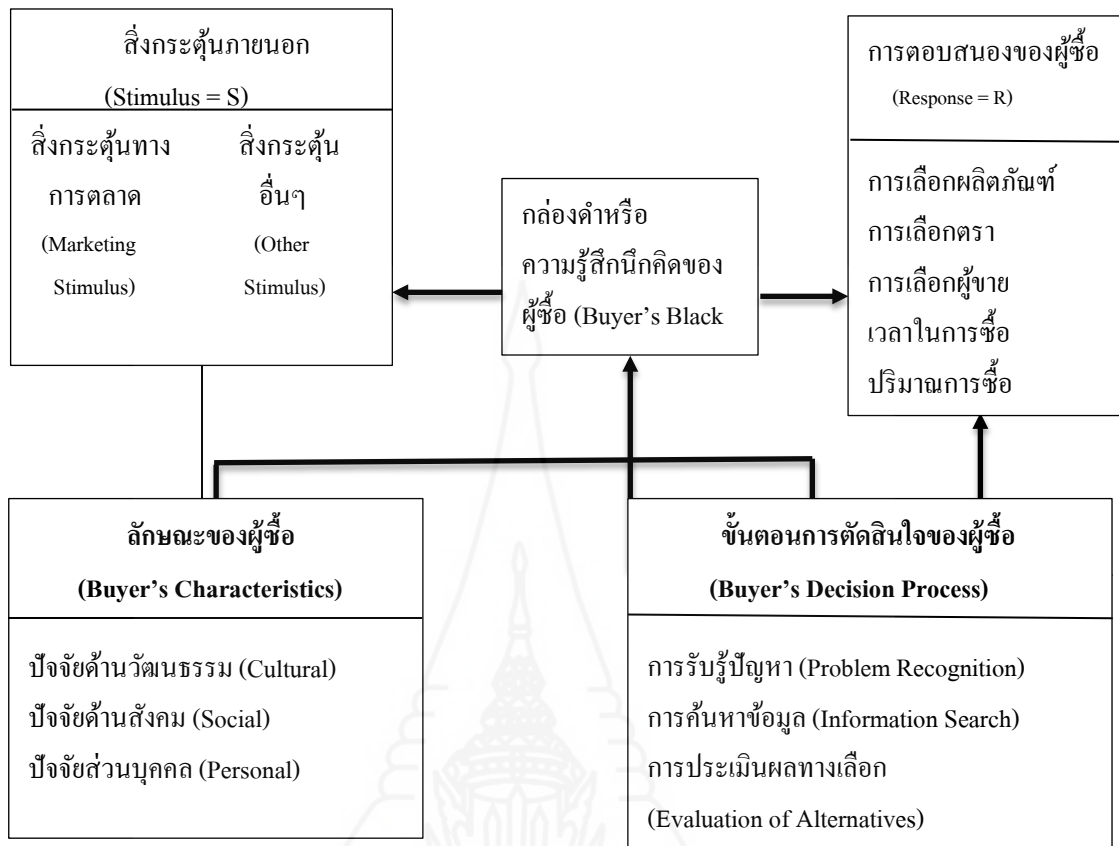 สิ่งกระตุ้นภายนอก
(Stimulus = S)
สิ่งกระตุ้นทาง
การตลาด
(Marketing
Stimulus)
สิ่งกระตุ้น
อื่นๆ
(Other
Stimulus)
กล่องดำหรือ
ความรู้สึกนึกคิดของ
ผู้ซื้อ (Buyer’s Black
การตอบสนองของผู้ซื้อ
(Response = R)
การเลือกผลิตภัณฑ์
การเลือกตรา
การเลือกผู้ขาย
เวลาในการซื้อ
ปริมาณการซื้อ
ลักษณะของผู้ซื้อ
(Buyer’s Characteristics)
ปัจจัยด้านวัฒนธรรม (Cultural)
ปัจจัยด้านสังคม (Social)
ปัจจัยส่วนบุคคล (Personal)
ขั้นตอนการตัดสินใจของผู้ซื้อ
(Buyer’s Decision Process)
การรับรู้ปัญหา (Problem Recognition)
การค้นหาข้อมูล (Information Search)
การประเมินผลทางเลือก
(Evaluation of Alternatives)